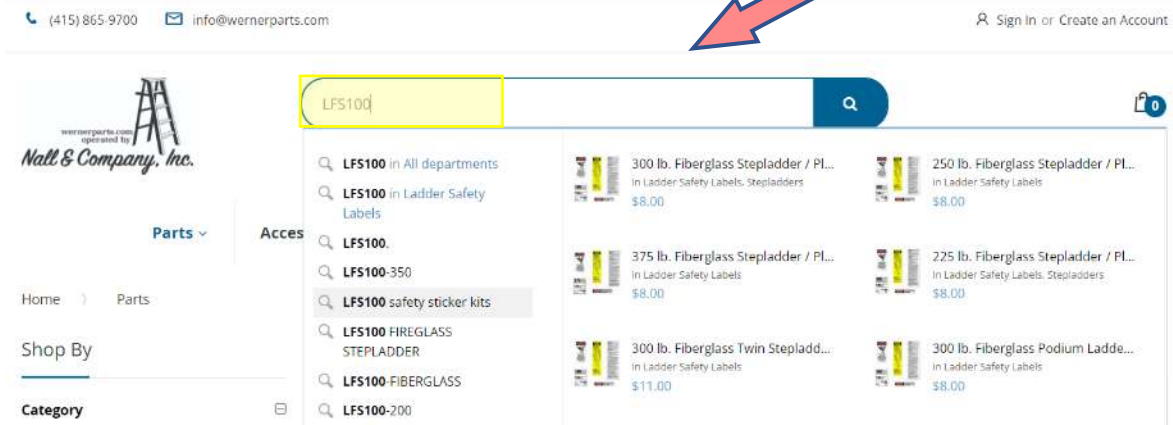 (415) 865-9700 info@wernerparts.com Sign In or Create an Account
wernerparts.com
operated by
Nall & Company, Inc.
LFS100
0
Parts
Acces
Home Parts
Shop By
Category
LFS100 in All departments
LFS100 in Ladder Safety
Labels
LFS100.
LFS100-350
LFS100 safety sticker kits
LFS100 FIREGLASS
STEPLADDER
LFS100-FIBERGLASS
LFS100-200
300 lb. Fiberglass Stepladder / Pl...
in Ladder Safety Labels, Stepladders
$8.00
250 lb. Fiberglass Stepladder / Pl...
in Ladder Safety Labels
$8.00
375 lb. Fiberglass Stepladder / Pl...
in Ladder Safety Labels
$8.00
225 lb. Fiberglass Stepladder / Pl...
in Ladder Safety Labels, Stepladders
$8.00
300 lb. Fiberglass Twin Stepladd...
in Ladder Safety Labels
$11.00
300 lb. Fiberglass Podium Ladde...
in Ladder Safety Labels
$8.00